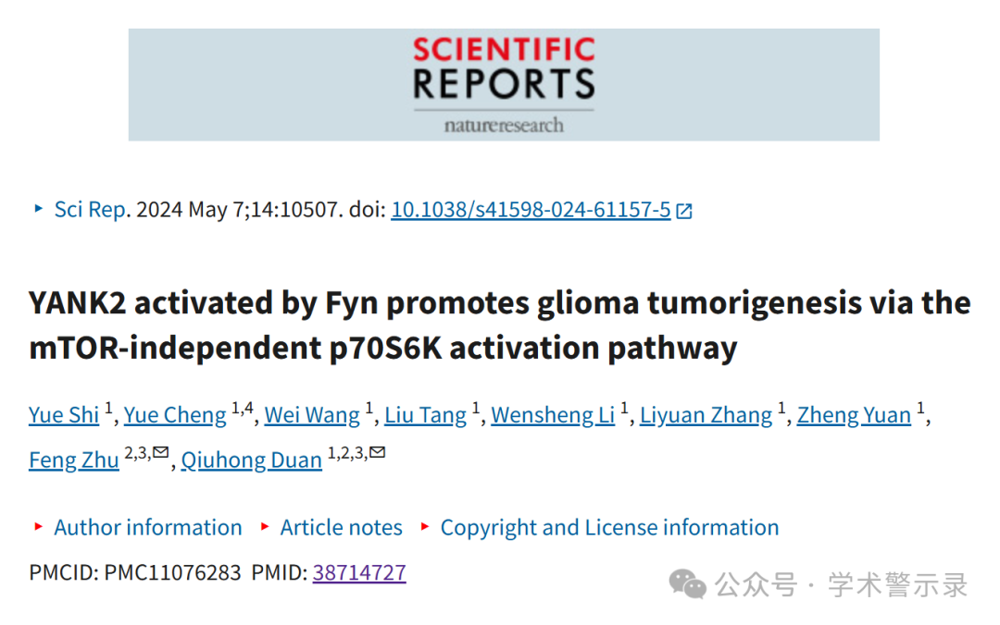 SCIENTIFIC
REPORTS
natureresearch
Sci Rep. 2024 May 7;14:10507. doi: 10.1038/s41598-024-61157-5
YANK2 activated by Fyn promotes glioma tumorigenesis via the
mTOR-independent p70S6K activation pathway
Yue Shi 1, Yue Cheng 1,4, Wei Wang 1, Liu Tang 1, Wensheng Li 1, Liyuan Zhang 1, Zheng Yuan 1,
Feng Zhu 2,3,✉, Qiuhong Duan 1,2,3,✉
Author information Article notes Copyright and License information
PMCID: PMC11076283 PMID: 38714727
公众号 · 学术警示录